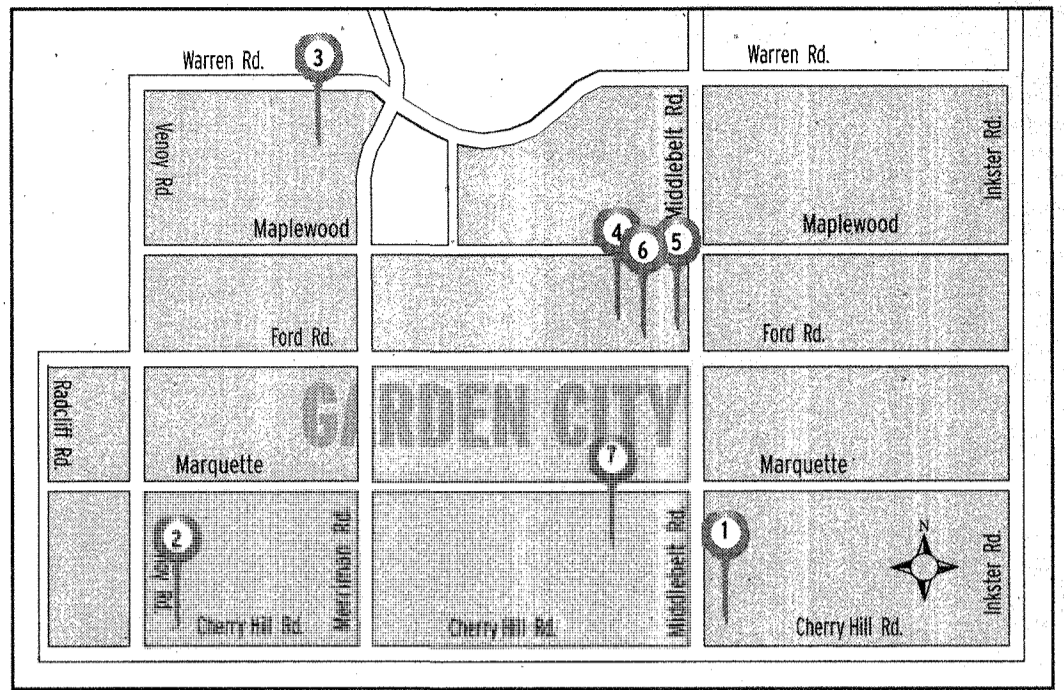 Warren Rd.
3
Warren Rd.
Venoy Rd.
Middlebelt Rd.
Inkster Rd.
Maplewood
4
6
5
Maplewood
Ford Rd.
Ford Rd.
Radcliff Rd.
GARDEN CITY
Marquette
7
Marquette
2
Rd.
Merriman Rd.
Middlebelt Rd.
1
N
Inkster Rd.
Cherry Hill Rd.
Cherry Hill Rd.
Cherry Hill Rd.